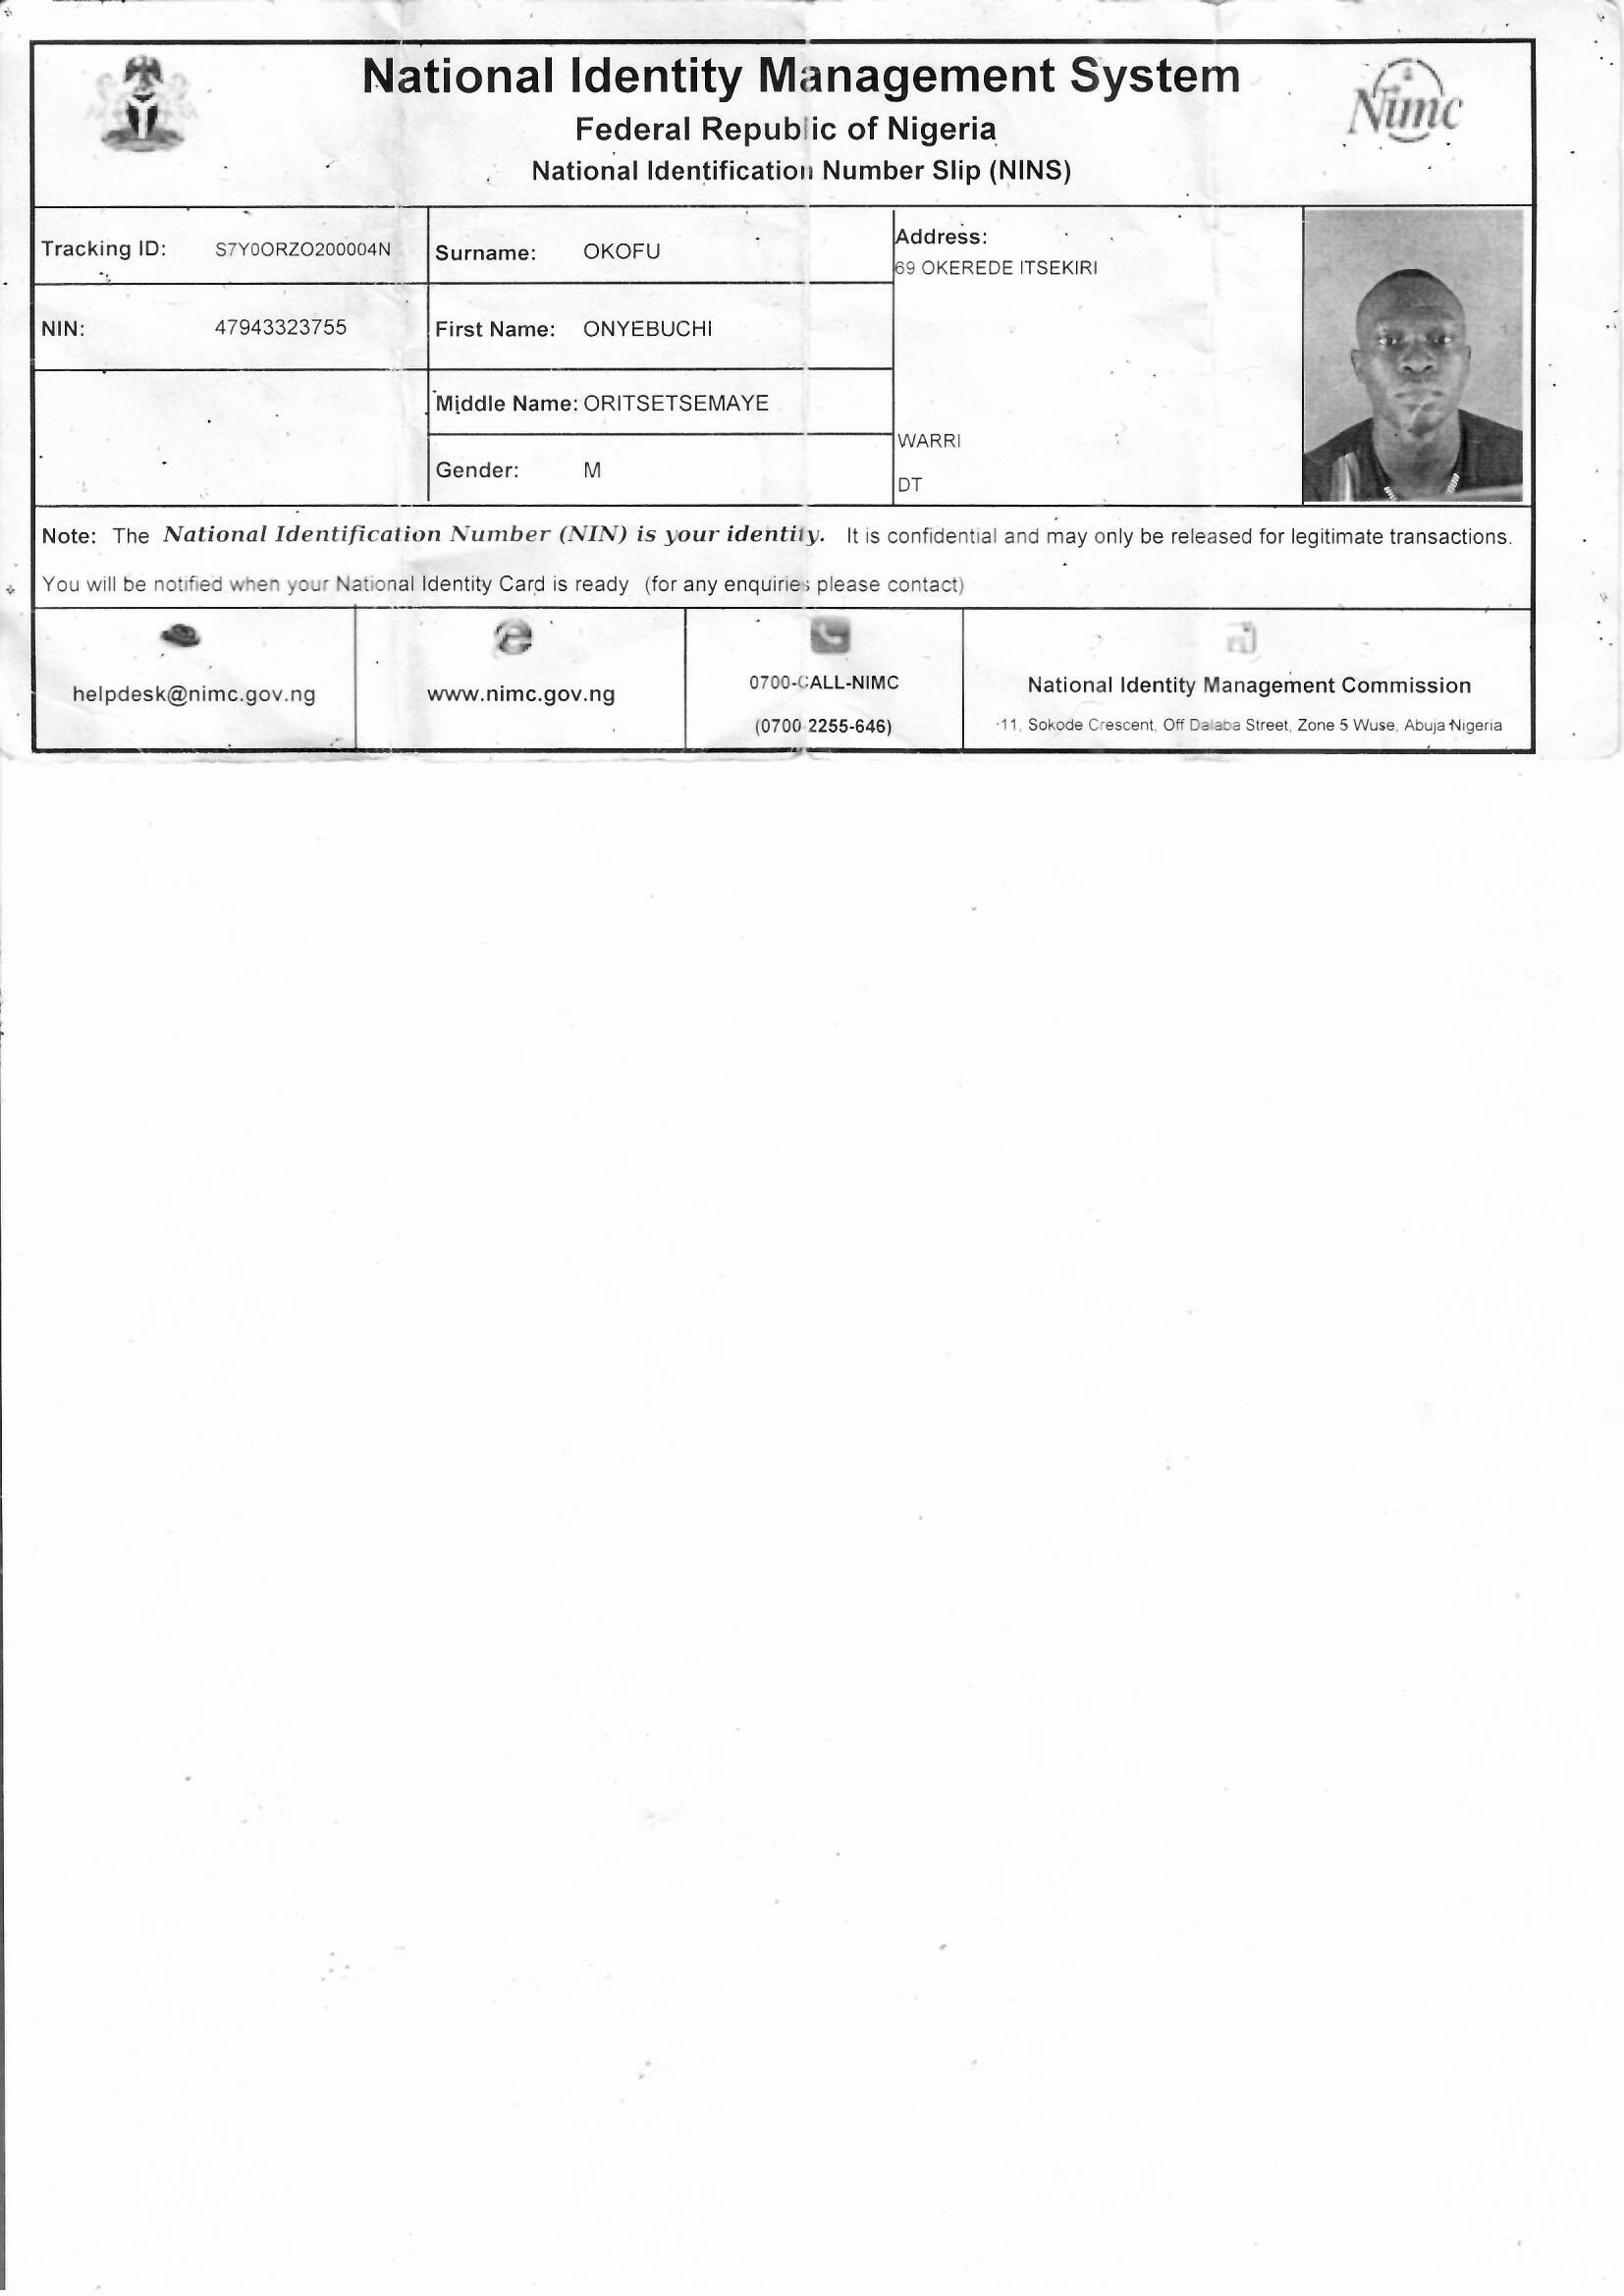 National Identity Management System
Federal Republic of Nigeria
National Identification Number Slip (NINS)
Nimc
Tracking ID: S7Y0ORZO200004N
Surname: OKOFU
Address:
69 OKEREDE ITSEKIRI
NIN: 47943323755
First Name: ONYEBUCHI
Middle Name: ORITSETSEMAYE
WARRI
Gender: M
DT
Note: The National Identification Number (NIN) is your identity. It is confidential and may only be released for legitimate transactions.
You will be notified when your National Identity Card is ready (for any enquiries please contact)
helpdesk@nimc.gov.ng
www.nimc.gov.ng
0700-CALL-NIMC
(0700-2255-646)
National Identity Management Commission
11, Sokode Crescent, Off Dalaba Street, Zone 5 Wuse, Abuja Nigeria